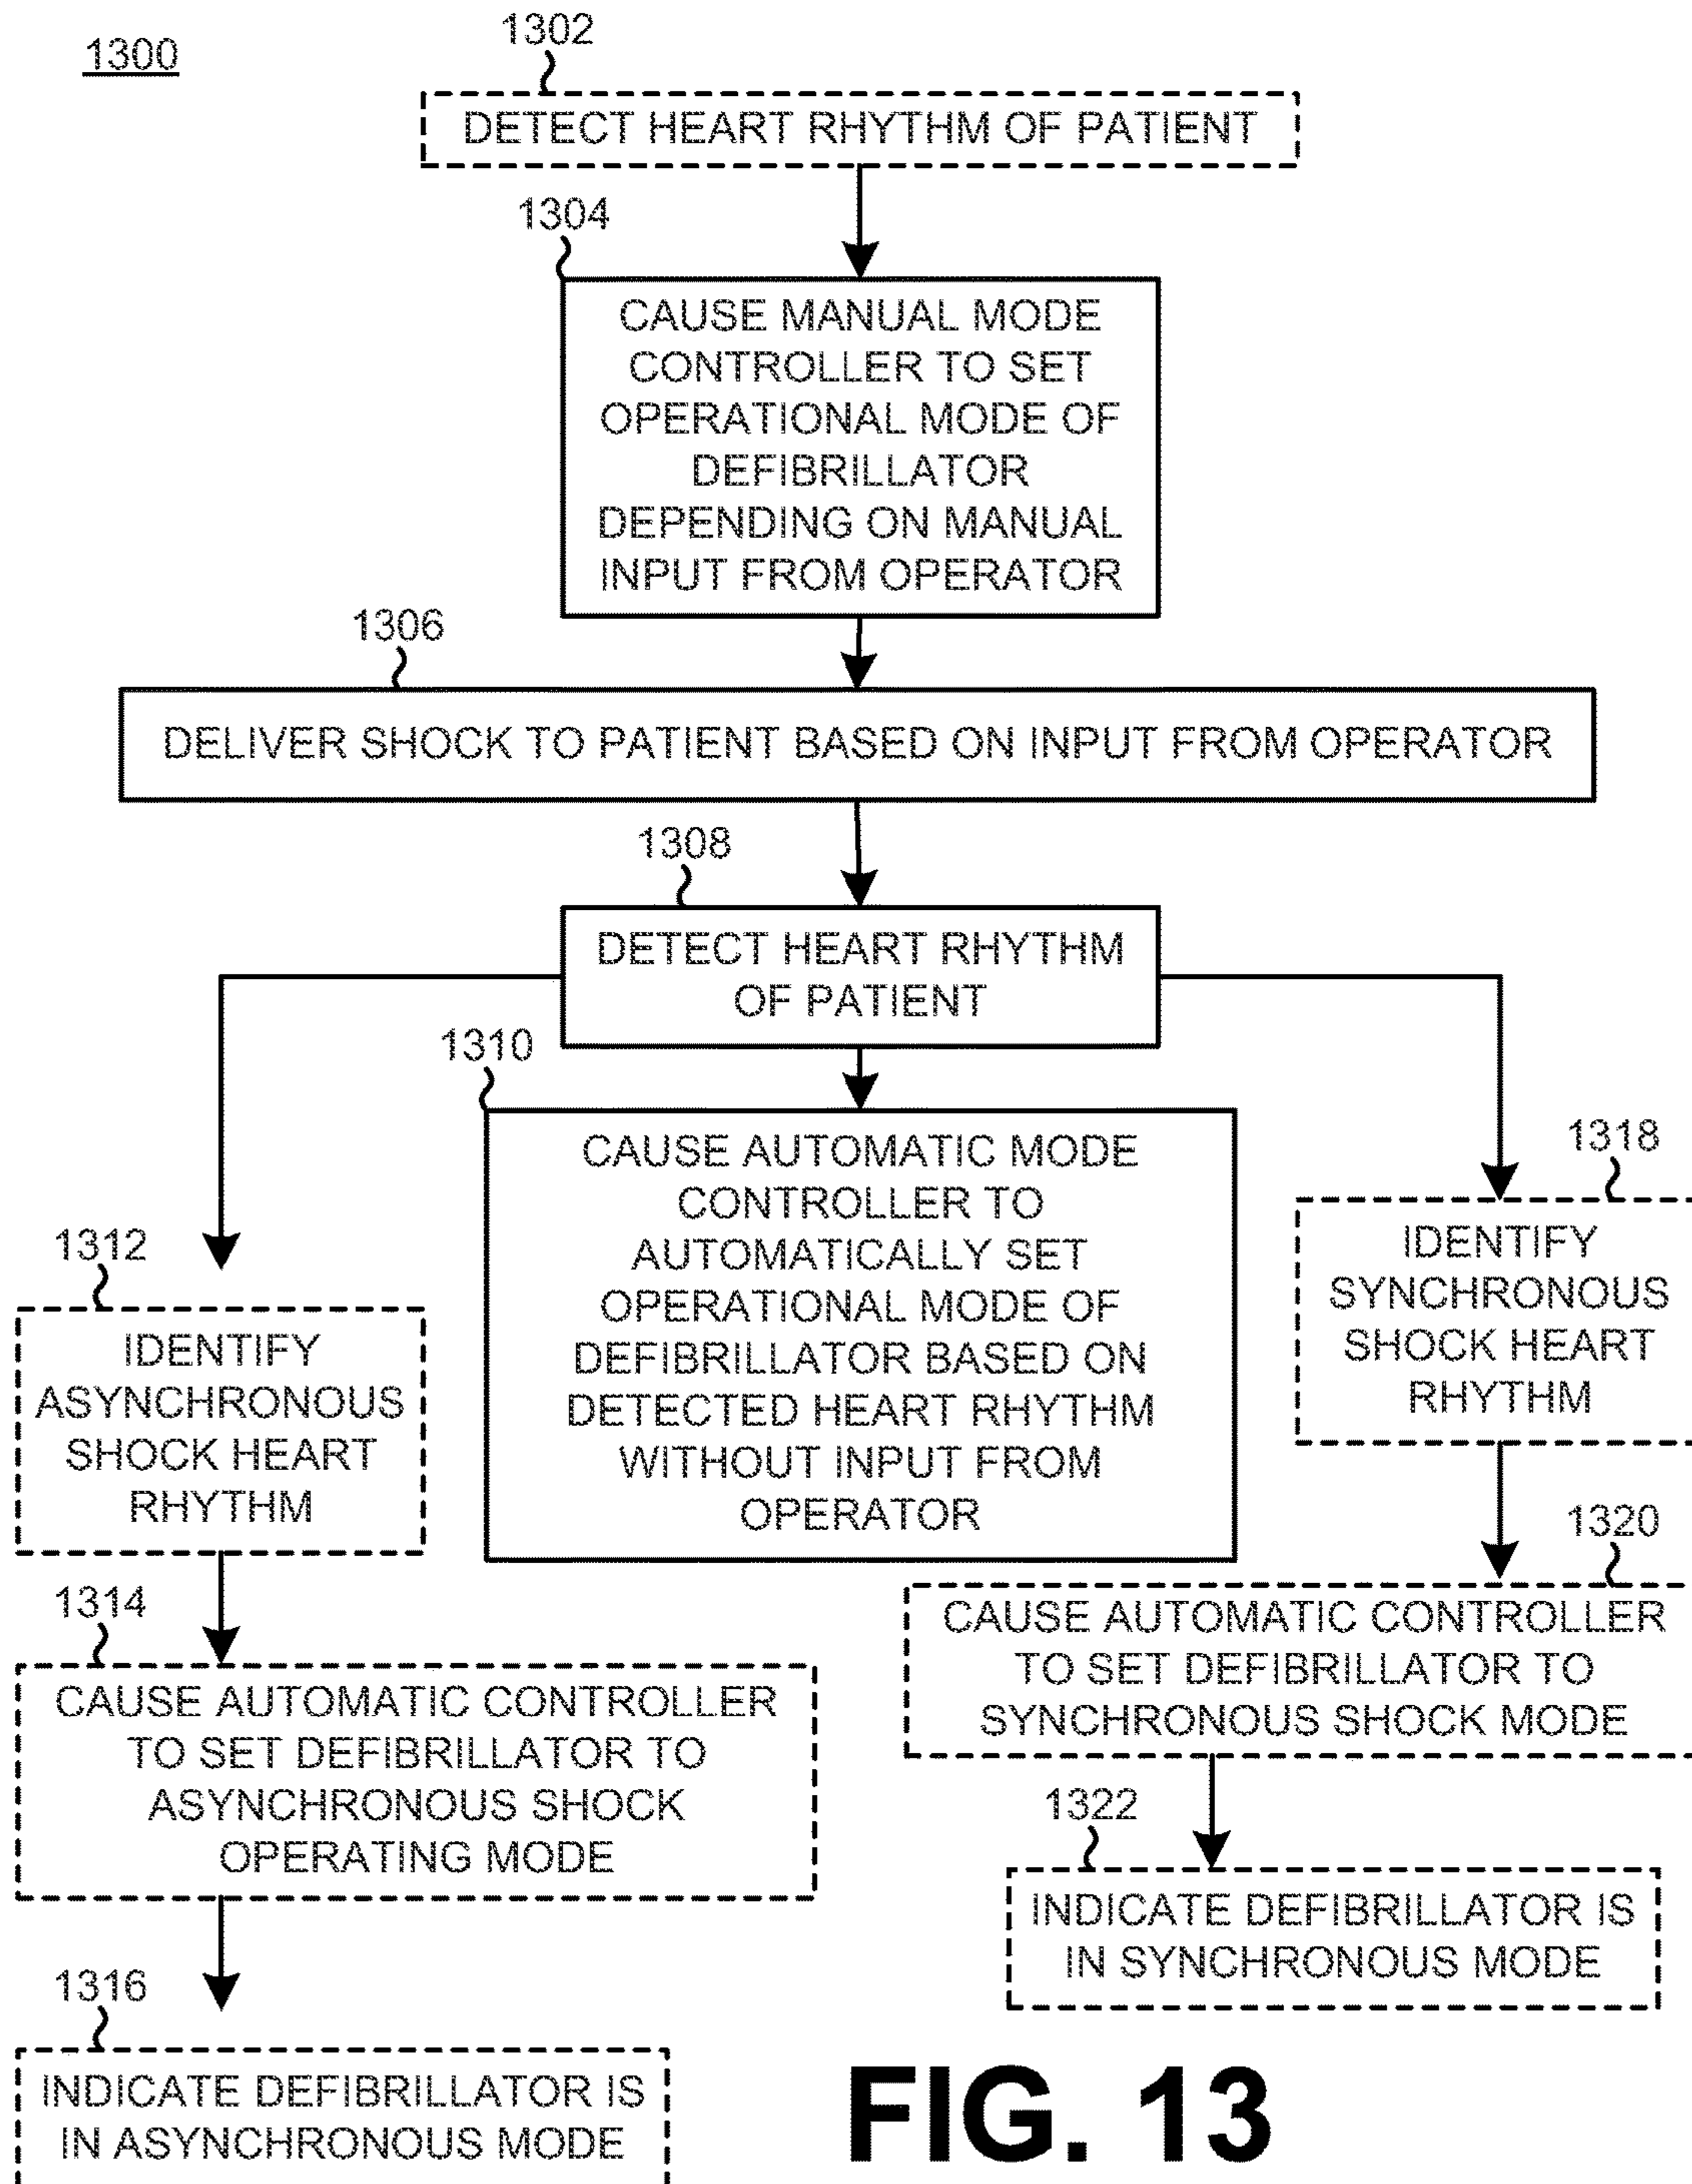 1300
1302
DETECT HEART RHYTHM OF PATIENT
1304
CAUSE MANUAL MODE
CONTROLLER TO SET
OPERATIONAL MODE OF
DEFIBRILLATOR
DEPENDING ON MANUAL
INPUT FROM OPERATOR
1306
DELIVER SHOCK TO PATIENT BASED ON INPUT FROM OPERATOR
1308
DETECT HEART RHYTHM
OF PATIENT
1310
CAUSE AUTOMATIC MODE
CONTROLLER TO
AUTOMATICALLY SET
OPERATIONAL MODE OF
DEFIBRILLATOR BASED ON
DETECTED HEART RHYTHM
WITHOUT INPUT FROM
OPERATOR
1312
IDENTIFY
ASYNCHRONOUS
SHOCK HEART
RHYTHM
1314
CAUSE AUTOMATIC CONTROLLER
TO SET DEFIBRILLATOR TO
ASYNCHRONOUS SHOCK
OPERATING MODE
1316
INDICATE DEFIBRILLATOR IS
IN ASYNCHRONOUS MODE
1318
IDENTIFY
SYNCHRONOUS
SHOCK HEART
RHYTHM
1320
CAUSE AUTOMATIC CONTROLLER
TO SET DEFIBRILLATOR TO
SYNCHRONOUS SHOCK MODE
1322
INDICATE DEFIBRILLATOR IS
IN SYNCHRONOUS MODE
FIG. 13